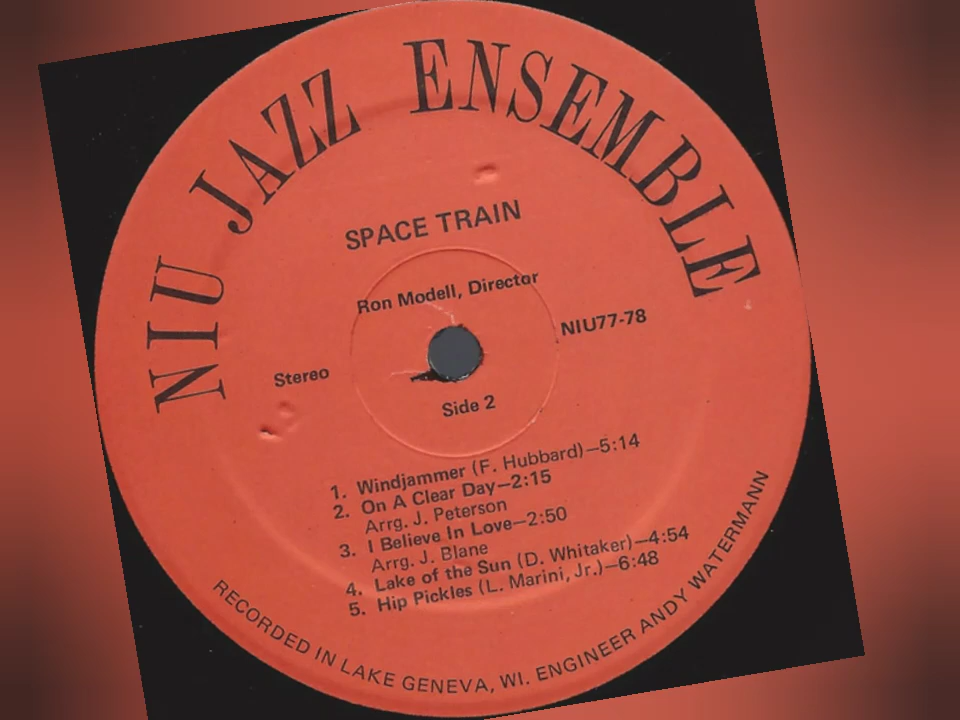 NIU JAZZ ENSEMBLE
SPACE TRAIN
Ron Modell, Director
NIU77-78
Stereo
Side 2
1. Windjammer (F. Hubbard)—5:14
2. On A Clear Day—2:15
Arrg. J. Peterson
3. I Believe In Love—2:50
Arrg. J. Blane
4. Lake of the Sun (D. Whitaker)—4:54
5. Hip Pickles (L. Marini, Jr.)—6:48
RECORDED IN LAKE GENEVA, WI. ENGINEER ANDY WATERMANN